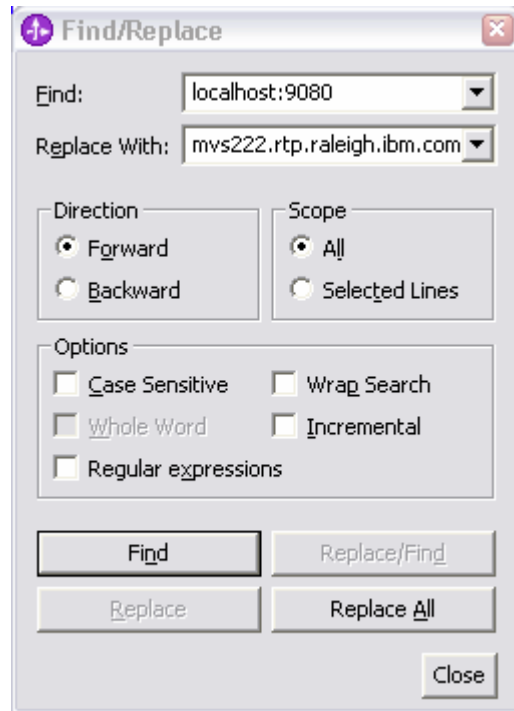 Find/Replace
Find: localhost:9080
Replace With: mvs222.rtp.raleigh.ibm.com
Direction
Forward
Backward
Scope
All
Selected Lines
Options
Case Sensitive Wrap Search
Whole Word Incremental
Regular expressions
Find Replace/Find
Replace Replace All
Close